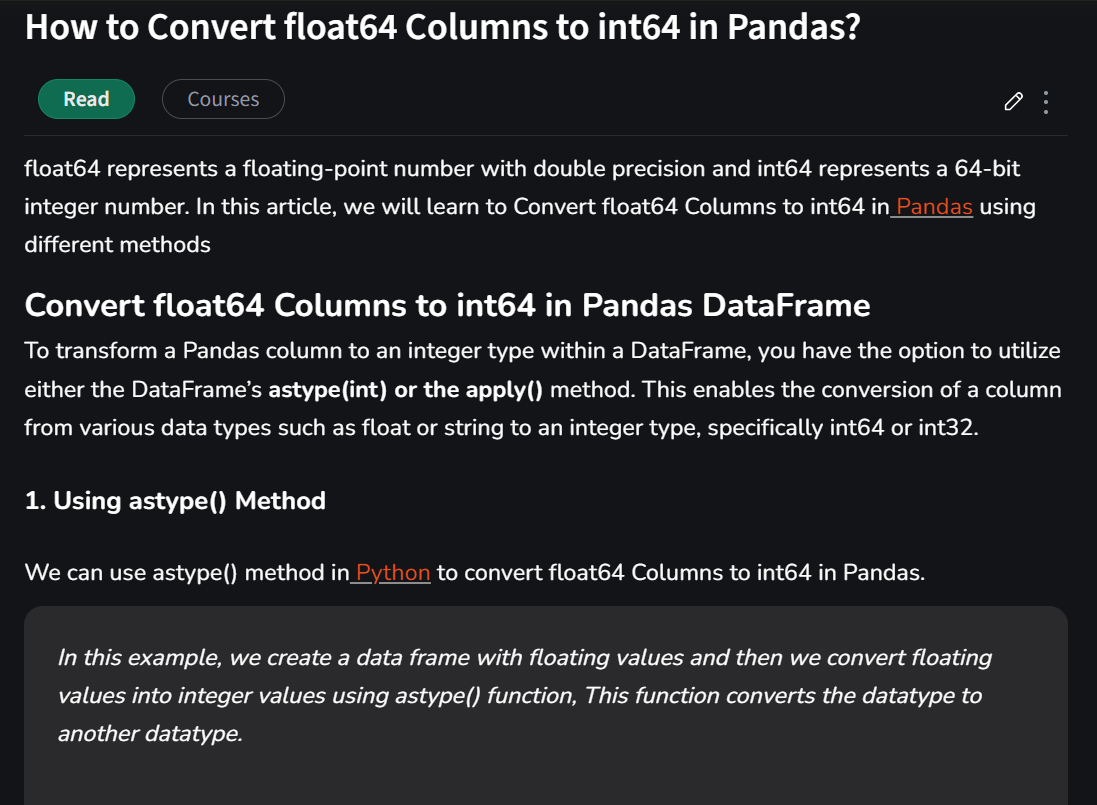 How to Convert float64 Columns to int64 in Pandas?
Read
Courses
float64 represents a floating-point number with double precision and int64 represents a 64-bit
integer number. In this article, we will learn to Convert float64 Columns to int64 in Pandas using
different methods
Convert float64 Columns to int64 in Pandas DataFrame
To transform a Pandas column to an integer type within a DataFrame, you have the option to utilize
either the DataFrame’s astype(int) or the apply() method. This enables the conversion of a column
from various data types such as float or string to an integer type, specifically int64 or int32.
1. Using astype() Method
We can use astype() method in Python to convert float64 Columns to int64 in Pandas.
In this example, we create a data frame with floating values and then we convert floating
values into integer values using astype() function, This function converts the datatype to
another datatype.